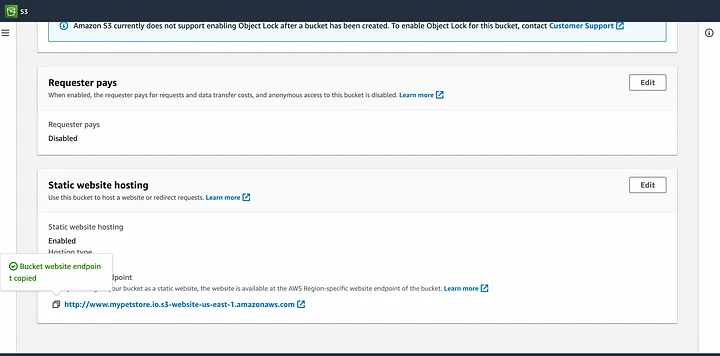 S3
Amazon S3 currently does not support enabling Object Lock after a bucket has been created. To enable Object Lock for this bucket, contact Customer Support
Requester pays
Edit
When enabled, the requester pays for requests and data transfer costs, and anonymous access to this bucket is disabled. Learn more
Requester pays
Disabled
Static website hosting
Edit
Use this bucket to host a website or redirect requests. Learn more
Static website hosting
Enabled
Hosting type
Bucket website endpoin
t copied
dpoint
your bucket as a static website, the website is available at the AWS Region-specific website endpoint of the bucket. Learn more
http://www.mypetstore.io.s3-website-us-east-1.amazonaws.com